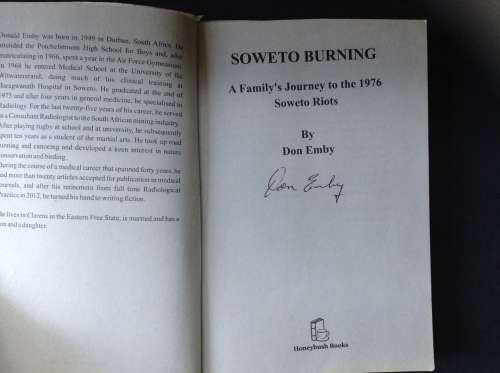 Donald Emby was born in 1949 in Durban, South Africa. He
attended the Potchefstroom High School for Boys and, after
matriculating in 1966, spent a year in the Air Force Gymnasium.
In 1968 he entered Medical School at the University of the
Witwatersrand, doing much of his clinical training at
Baragwanath Hospital in Soweto. He graduated at the end of
1973 and after four years in general medicine, he specialised in
Radiology. For the last twenty five years of his career, he served
as a Consultant Radiologist to the South African mining industry.
After playing rugby at school and at university, he subsequently
spent ten years as a student of the martial arts. He took up road
running and canoeing and developed a keen interest in nature
conservation and birding.
During the course of a medical career that spanned forty years, he
had more than twenty articles accepted for publication in medical
journals, and after his retirement from full time Radiological
Practice in 2012, he turned his hand to writing fiction.
He lives in Clarens in the Eastern Free State, is married and has a
son and a daughter.
SOWETO BURNING
A Family's Journey to the 1976
Soweto Riots
By
Don Emby
Don Emby
Honeybush Books